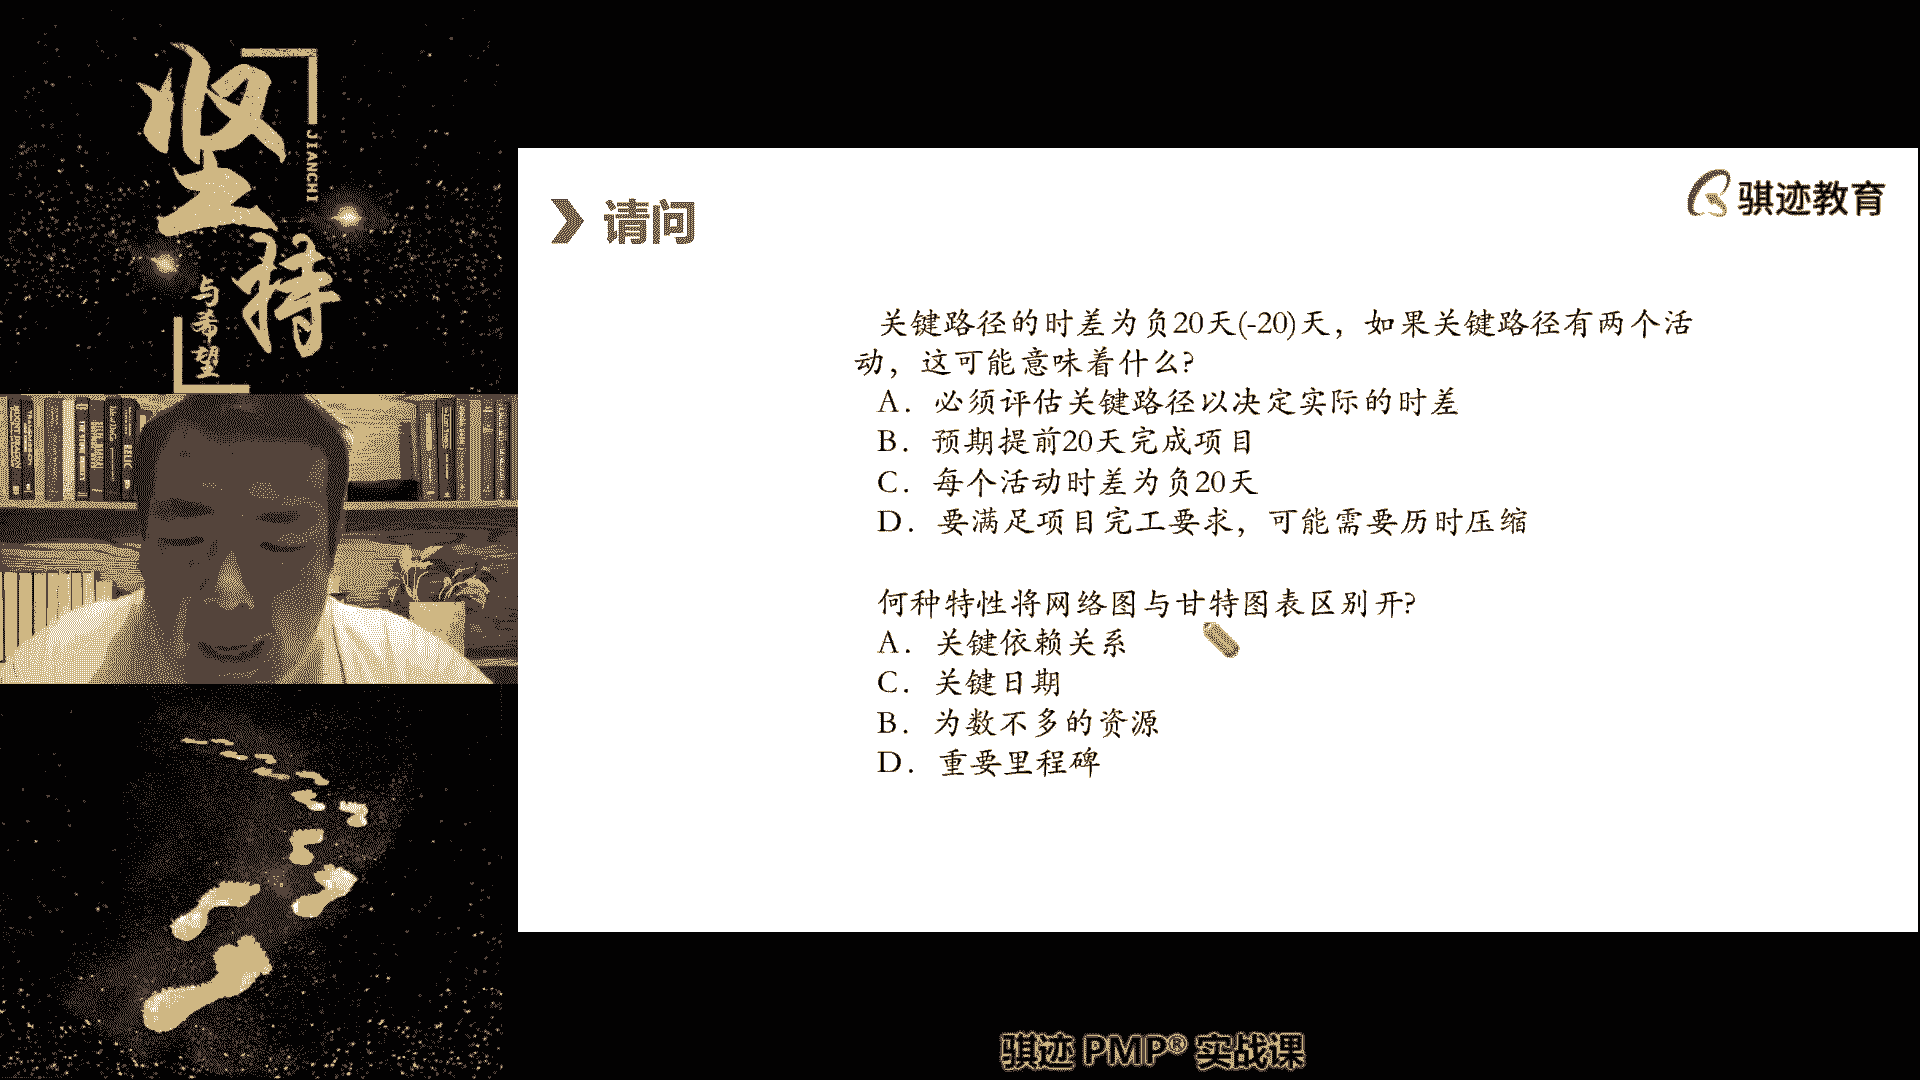 坚持
JIANCHI
与希望
请问
骐迹教育
关键路径的时差为负20天(-20)天，如果关键路径有两个活
动，这可能意味着什么?
A. 必须评估关键路径以决定实际的时差
B. 预期提前20天完成项目
C. 每个活动时差为负20天
D. 要满足项目完工要求，可能需要历时压缩
何种特性将网络图与甘特图表区别开?
A. 关键依赖关系
C. 关键日期
B. 为数不多的资源
D. 重要里程碑
骐迹 PMP® 实战课